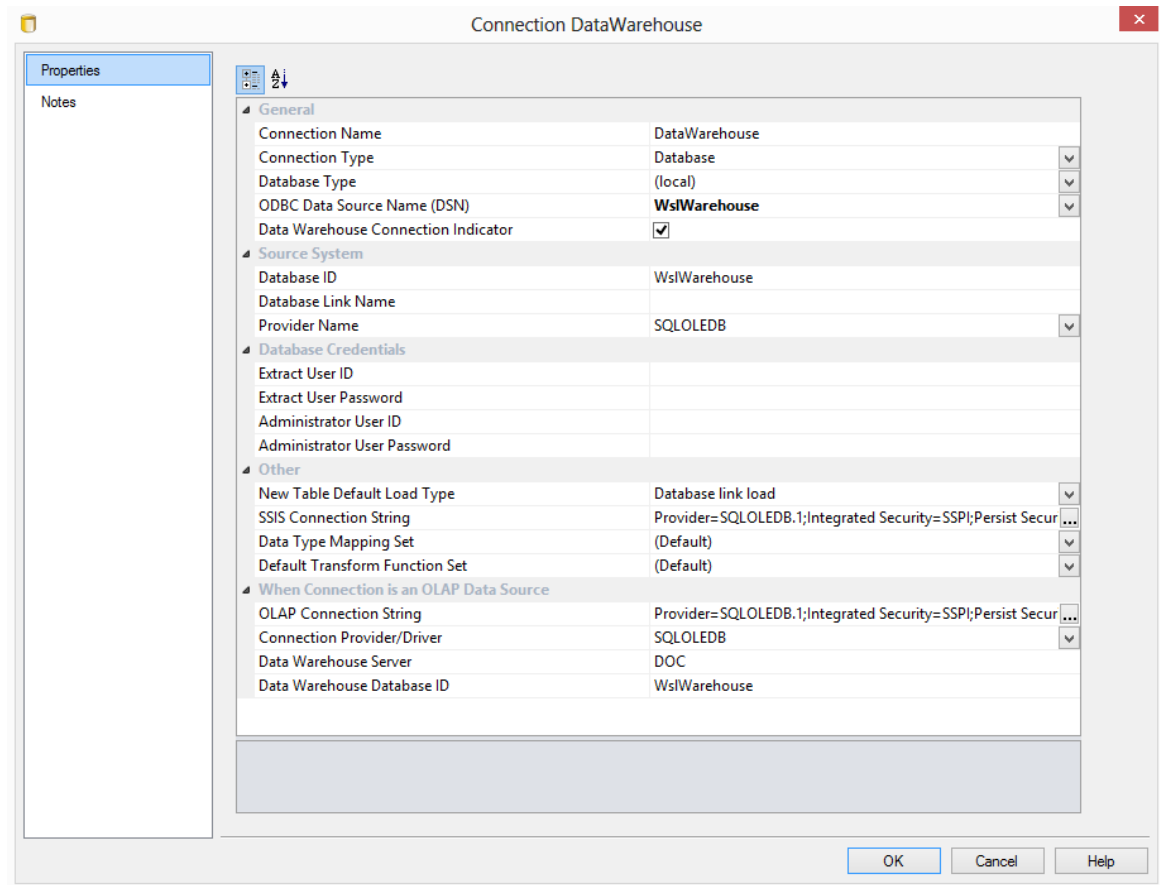 Connection DataWarehouse
Properties
Notes
General
Connection Name DataWarehouse
Connection Type Database
Database Type (local)
ODBC Data Source Name (DSN) WslWarehouse
Data Warehouse Connection Indicator
Source System
Database ID WslWarehouse
Database Link Name
Provider Name SQLOLEDB
Database Credentials
Extract User ID
Extract User Password
Administrator User ID
Administrator User Password
Other
New Table Default Load Type Database link load
SSIS Connection String Provider=SQLOLEDB.1;Integrated Security=SSPI;Persist Secur ...
Data Type Mapping Set (Default)
Default Transform Function Set (Default)
When Connection is an OLAP Data Source
OLAP Connection String Provider=SQLOLEDB.1;Integrated Security=SSPI;Persist Secur ...
Connection Provider/Driver SQLOLEDB
Data Warehouse Server DOC
Data Warehouse Database ID WslWarehouse
OK Cancel Help